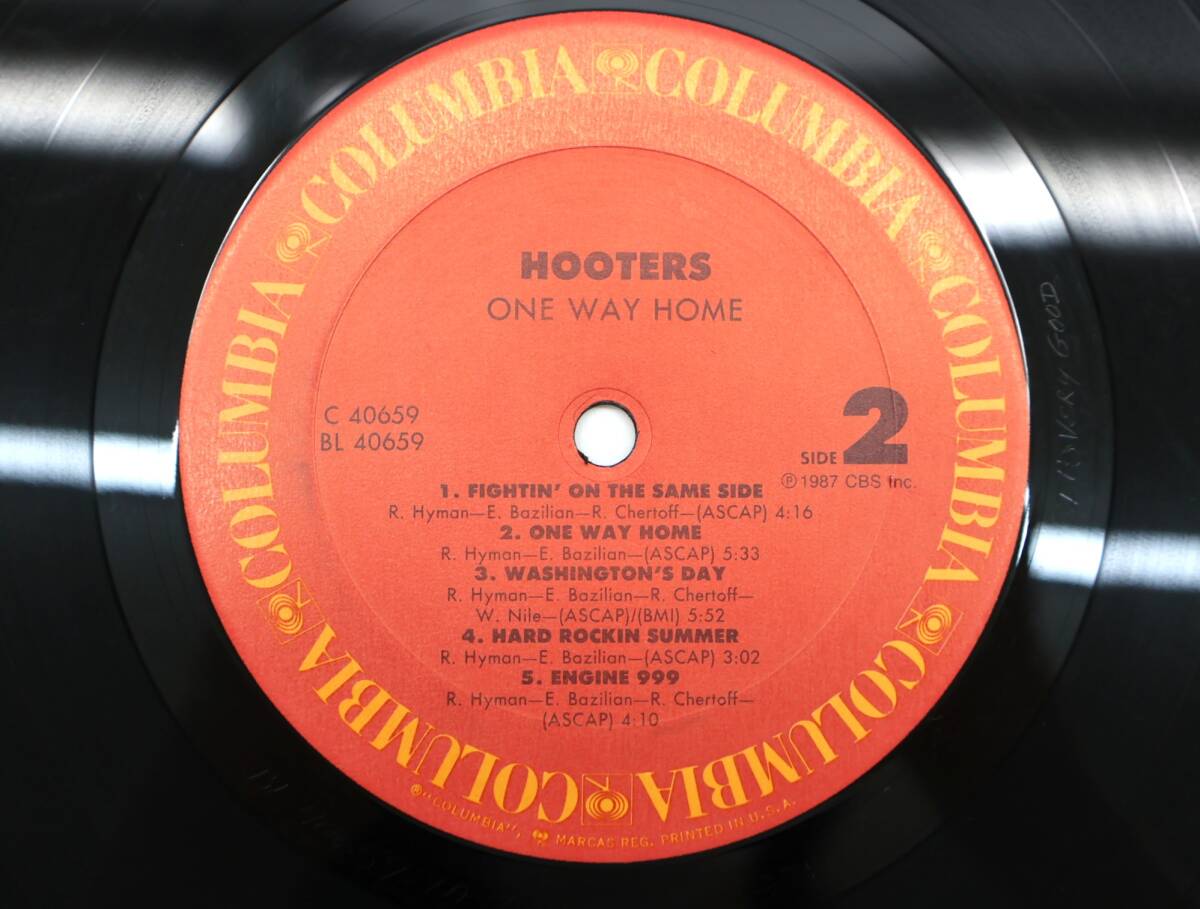 COLUMBIA COLUMBIA COLUMBIA COLUMBIA COLUMBIA COLUMBIA COLUMBIA
HOOTERS
ONE WAY HOME
C 40659
BL 40659
SIDE 2
℗ 1987 CBS Inc.
1. FIGHTIN' ON THE SAME SIDE
R. Hyman—E. Bazilian—R. Chertoff—(ASCAP) 4:16
2. ONE WAY HOME
R. Hyman—E. Bazilian—(ASCAP) 5:33
3. WASHINGTON'S DAY
R. Hyman—E. Bazilian—R. Chertoff—
W. Nile—(ASCAP)/(BMI) 5:52
4. HARD ROCKIN SUMMER
R. Hyman—E. Bazilian—(ASCAP) 3:02
5. ENGINE 999
R. Hyman—E. Bazilian—R. Chertoff—
(ASCAP) 4:10
® "COLUMBIA", MARCAS REG. PRINTED IN U.S.A.
VERY GOOD